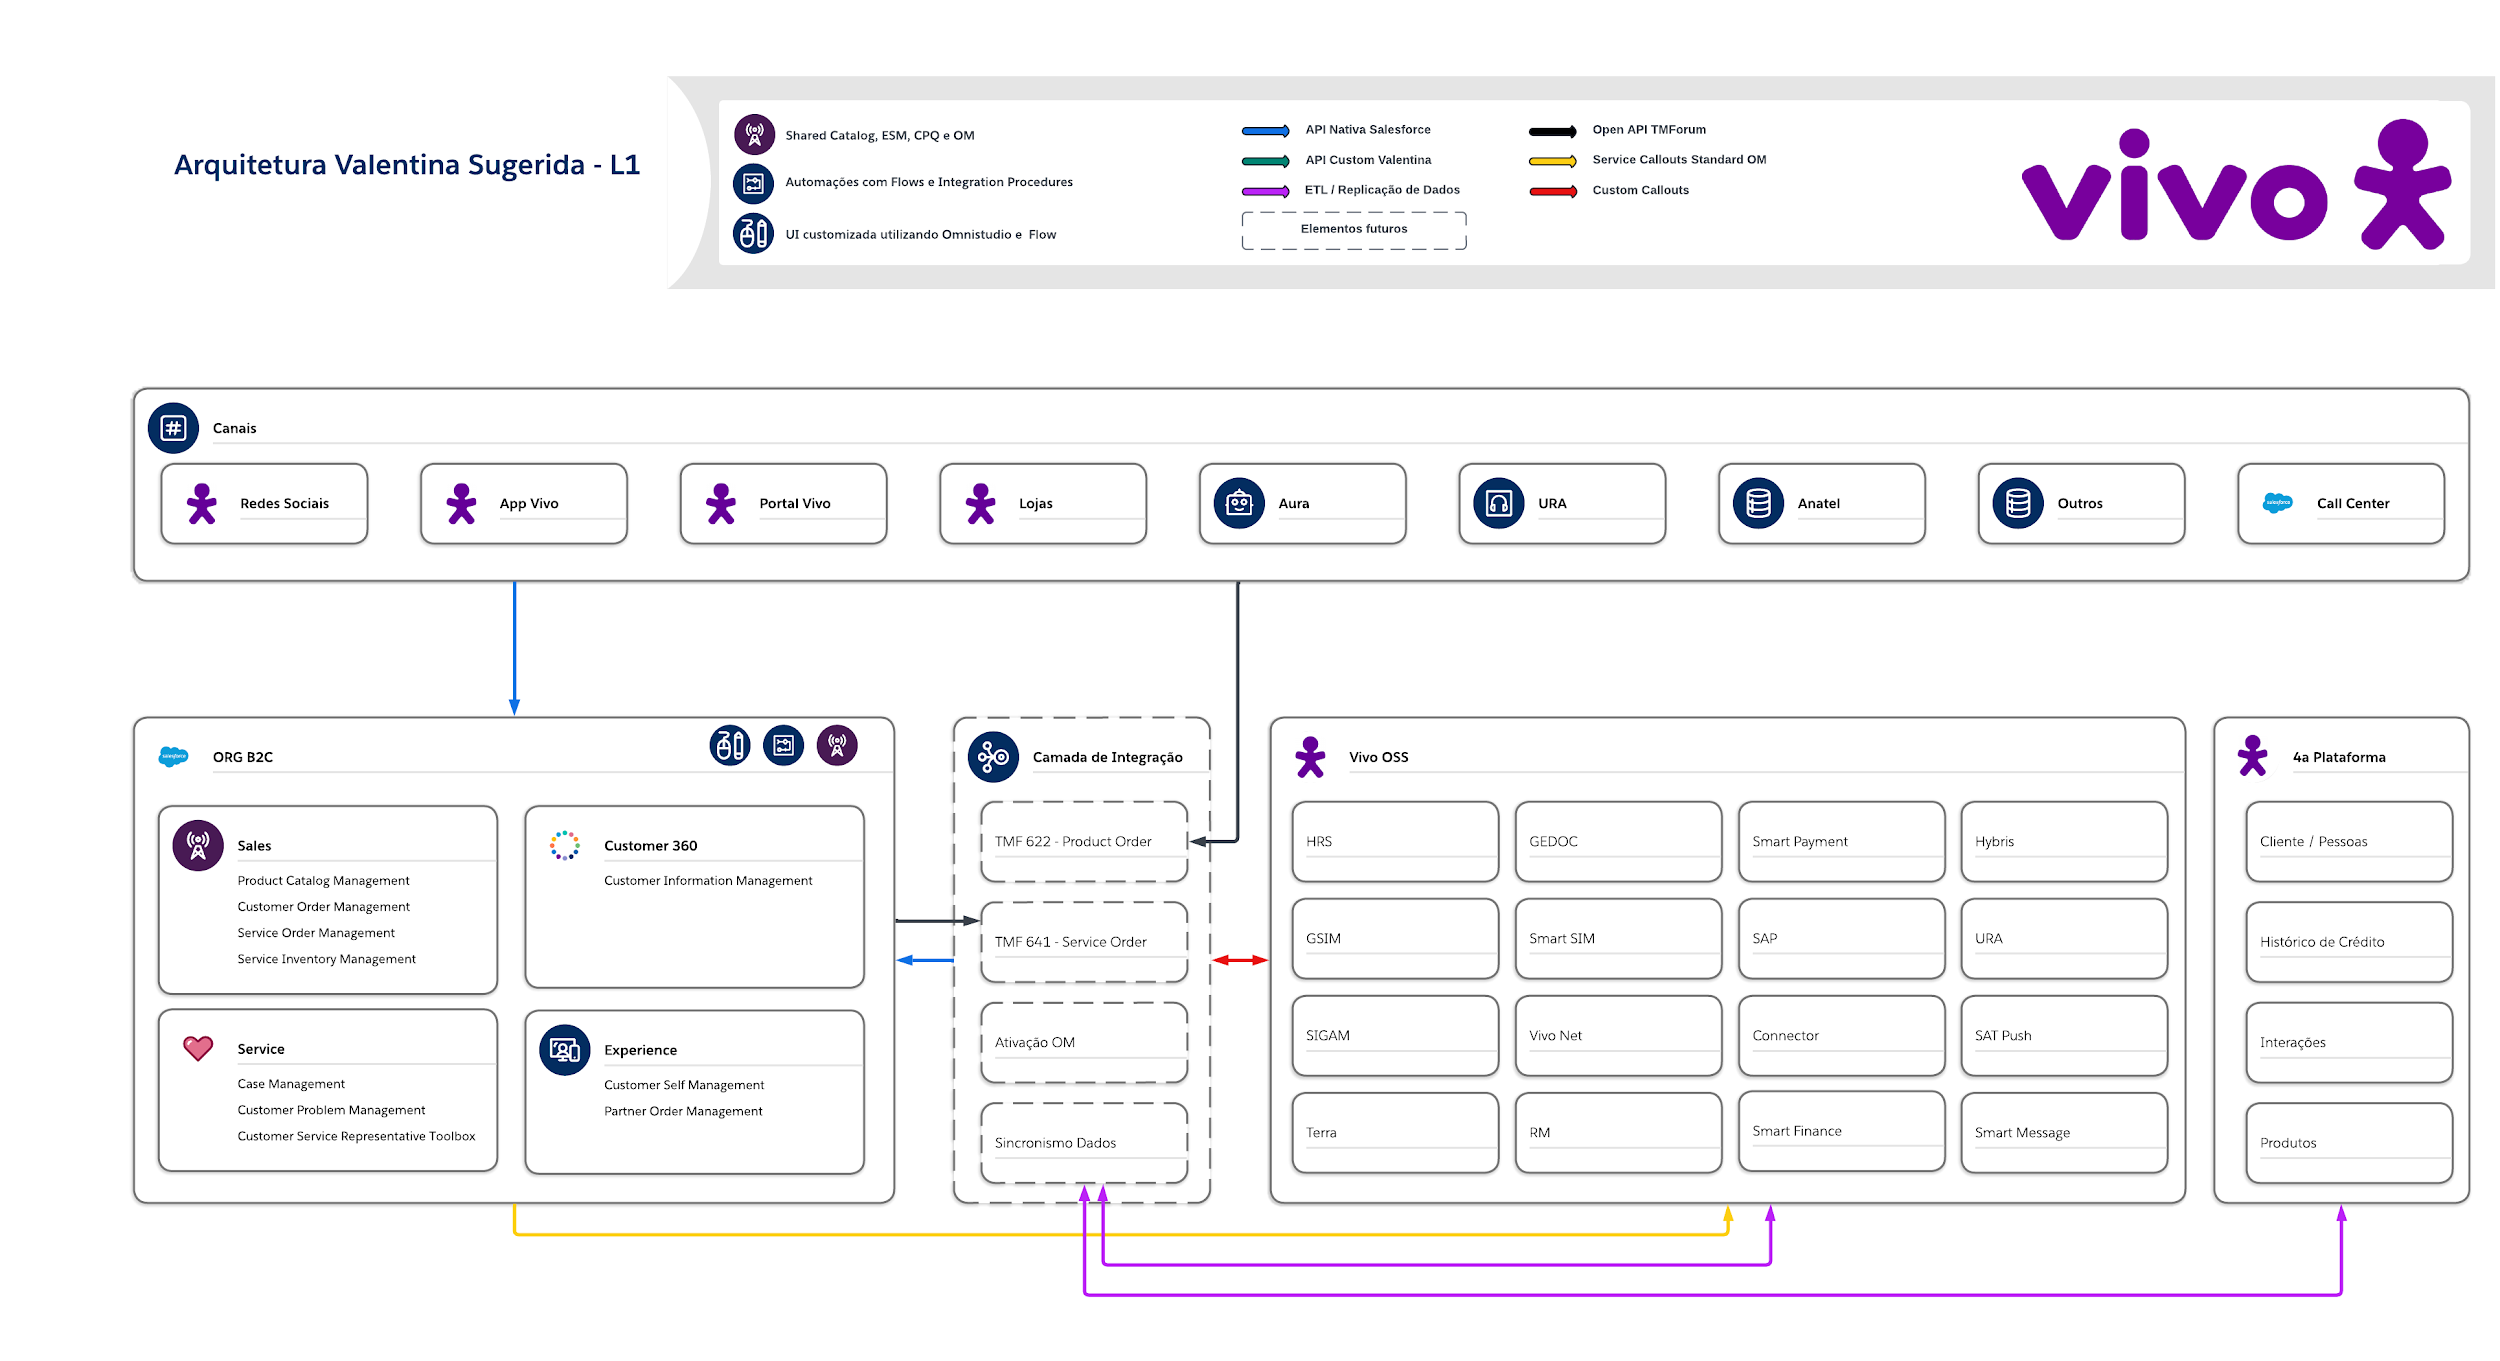 Arquitetura Valentina Sugerida - L1
Shared Catalog, ESM, CPQ e OM
Automações com Flows e Integration Procedures
UI customizada utilizando Omnistudio e Flow
API Nativa Salesforce
API Custom Valentina
ETL / Replicação de Dados
Elementos futuros
Open API TMForum
Service Callouts Standard OM
Custom Callouts
vivo
Canais
Redes Sociais
App Vivo
Portal Vivo
Lojas
Aura
URA
Anatel
Outros
salesforce
Call Center
salesforce
ORG B2C
Sales
Product Catalog Management
Customer Order Management
Service Order Management
Service Inventory Management
Customer 360
Customer Information Management
Service
Case Management
Customer Problem Management
Customer Service Representative Toolbox
Experience
Customer Self Management
Partner Order Management
Camada de Integração
TMF 622 - Product Order
TMF 641 - Service Order
Ativação OM
Sincronismo Dados
Vivo OSS
HRS
GEDOC
Smart Payment
Hybris
GSIM
Smart SIM
SAP
URA
SIGAM
Vivo Net
Connector
SAT Push
Terra
RM
Smart Finance
Smart Message
4a Plataforma
Cliente / Pessoas
Histórico de Crédito
Interações
Produtos